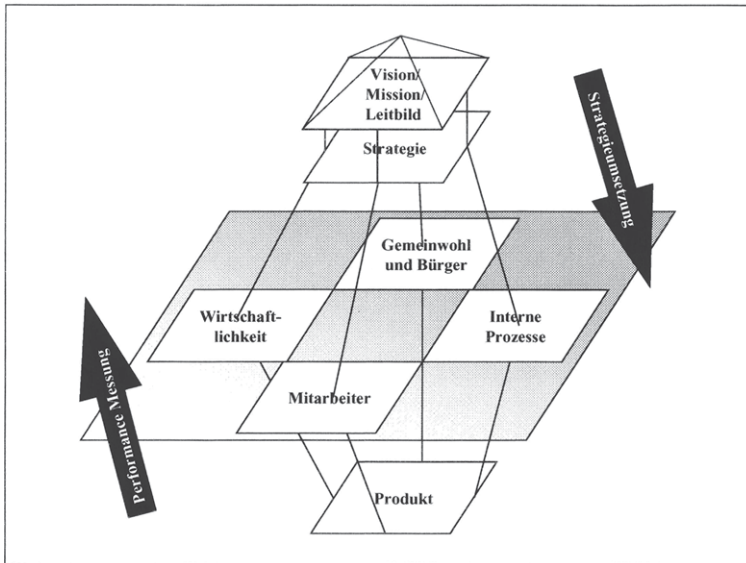 Vision/
Mission/
Leitbild
Strategie
Strategieumsetzung
Gemeinwohl
und Bürger
Wirtschaft-
lichkeit
Interne
Prozesse
Mitarbeiter
Performance Messung
Produkt